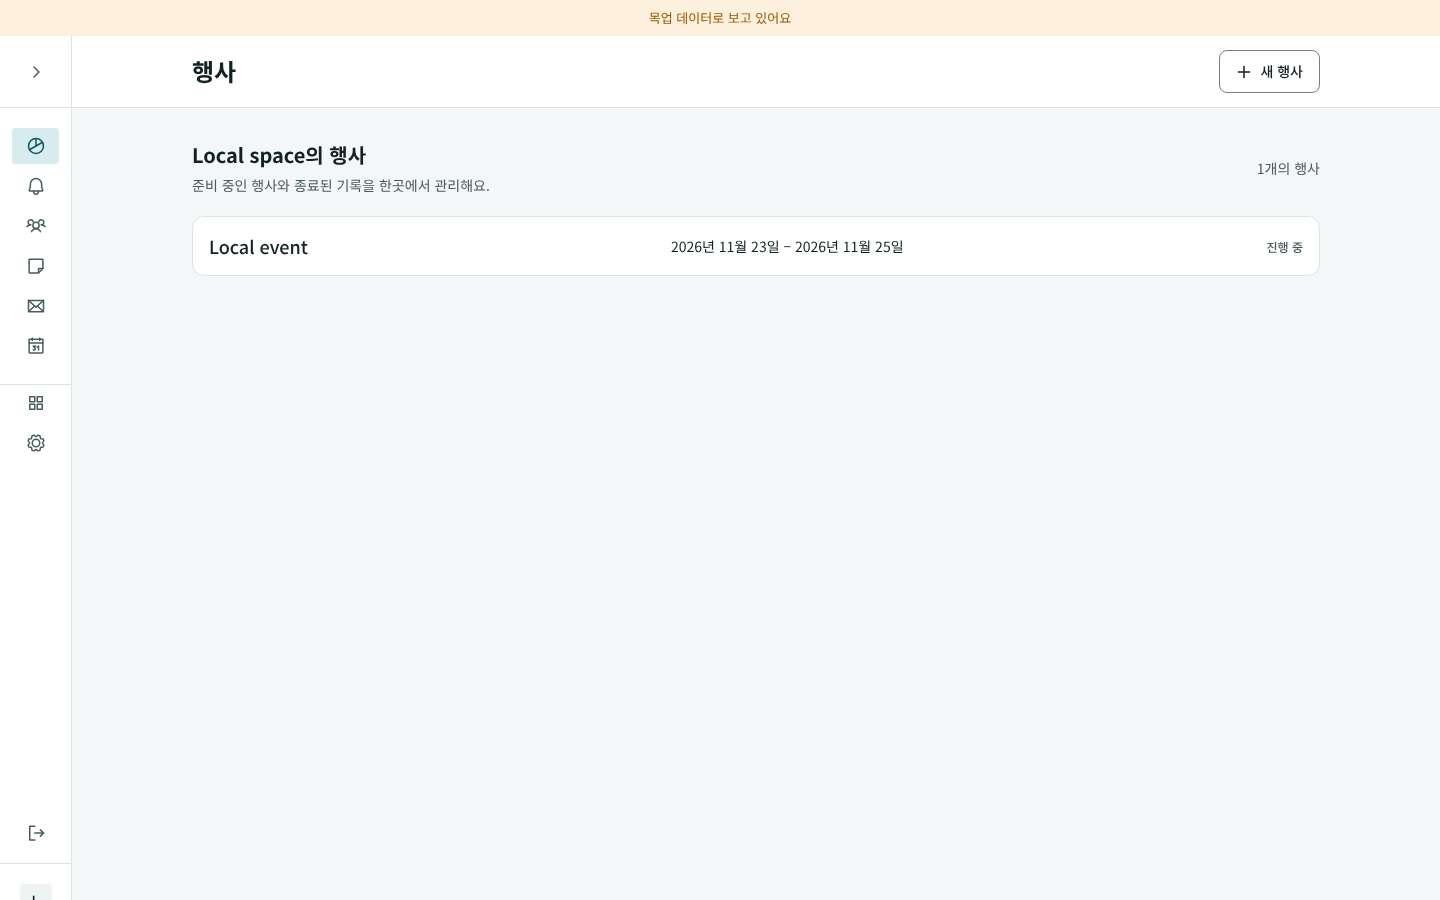 목업 데이터로 보고 있어요
행사
새 행사
Local space의 행사
준비 중인 행사와 종료된 기록을 한곳에서 관리해요.
1개의 행사
Local event
2026년 11월 23일 – 2026년 11월 25일
진행 중
31